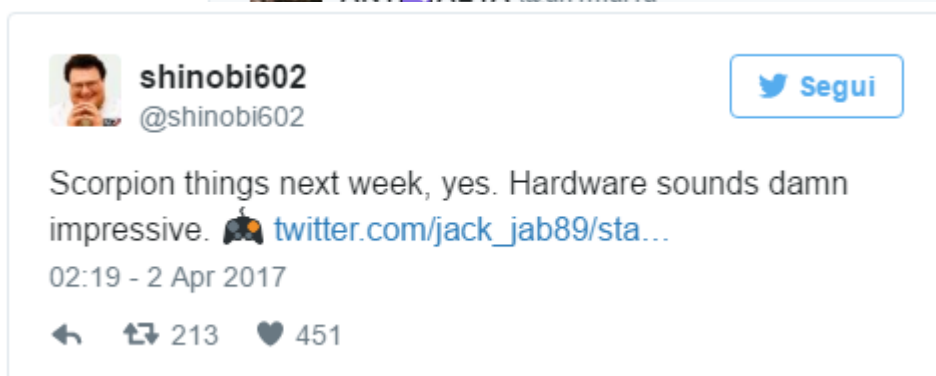 shinobi602
@shinobi602
Segui
Scorpion things next week, yes. Hardware sounds damn
impressive. 🎮 twitter.com/jack_jab89/sta…
02:19 - 2 Apr 2017
213 451